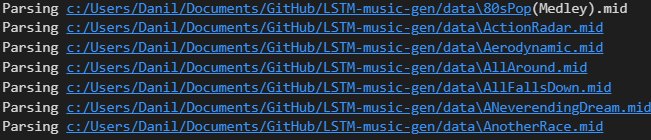 Parsing c:/Users/Danil/Documents/GitHub/LSTM-music-gen/data\80sPop(Medley).mid
Parsing c:/Users/Danil/Documents/GitHub/LSTM-music-gen/data\ActionRadar.mid
Parsing c:/Users/Danil/Documents/GitHub/LSTM-music-gen/data\Aerodynamic.mid
Parsing c:/Users/Danil/Documents/GitHub/LSTM-music-gen/data\AllAround.mid
Parsing c:/Users/Danil/Documents/GitHub/LSTM-music-gen/data\AllFallsDown.mid
Parsing c:/Users/Danil/Documents/GitHub/LSTM-music-gen/data\ANeverendingDream.mid
Parsing c:/Users/Danil/Documents/GitHub/LSTM-music-gen/data\AnotherRace.mid